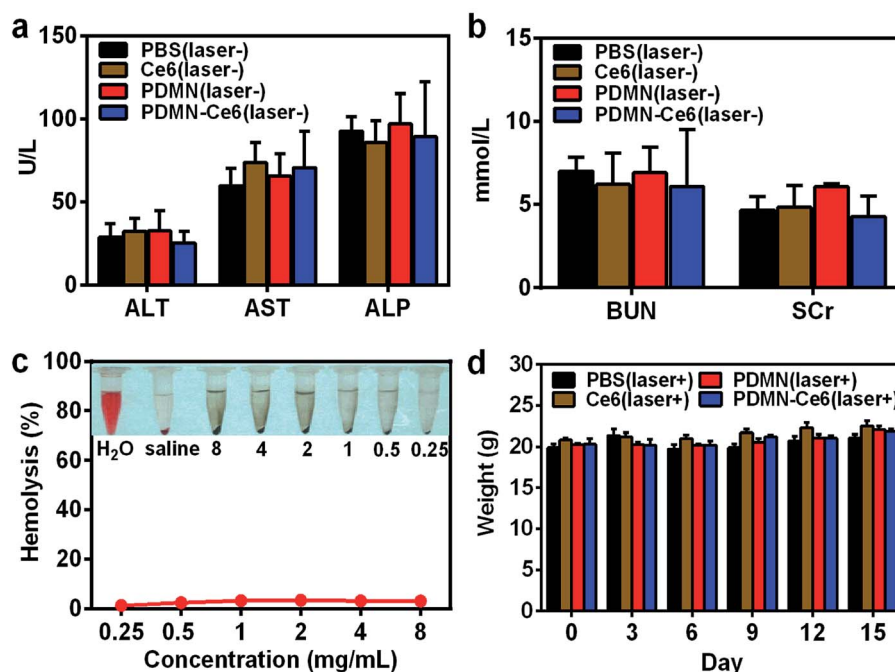 a
PBS(laser-)
Ce6(laser-)
PDMN(laser-)
PDMN-Ce6(laser-)
U/L
150
100
50
0
ALT AST ALP
b
PBS(laser-)
Ce6(laser-)
PDMN(laser-)
PDMN-Ce6(laser-)
mmol/L
15
10
5
0
BUN SCr
c
Hemolysis (%)
100
80
60
40
20
0
H₂O saline 8 4 2 1 0.5 0.25
0.25 0.5 1 2 4 8
Concentration (mg/mL)
d
PBS(laser+) PDMN(laser+)
Ce6(laser+) PDMN-Ce6(laser+)
Weight (g)
30
25
20
15
10
5
0
0 3 6 9 12 15
Day